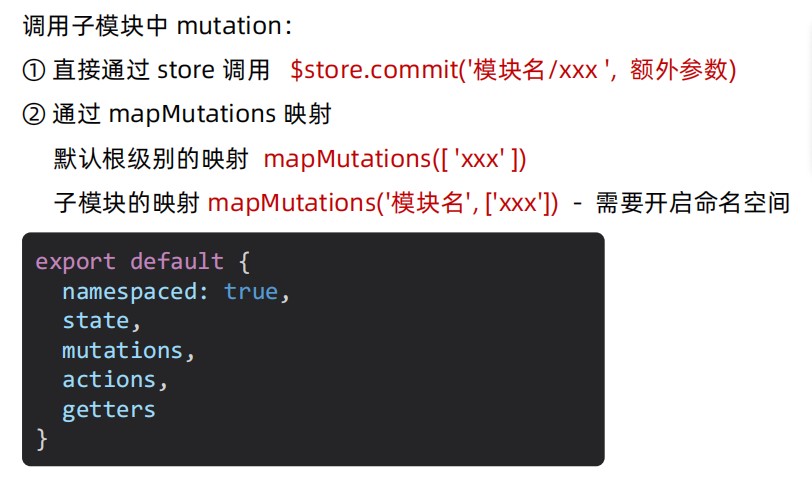 调用子模块中 mutation：
① 直接通过 store 调用 $store.commit('模块名/xxx ', 额外参数)
② 通过 mapMutations 映射
默认根级别的映射 mapMutations([ 'xxx' ])
子模块的映射 mapMutations('模块名', ['xxx']) - 需要开启命名空间
export default {
  namespaced: true,
  state,
  mutations,
  actions,
  getters
}